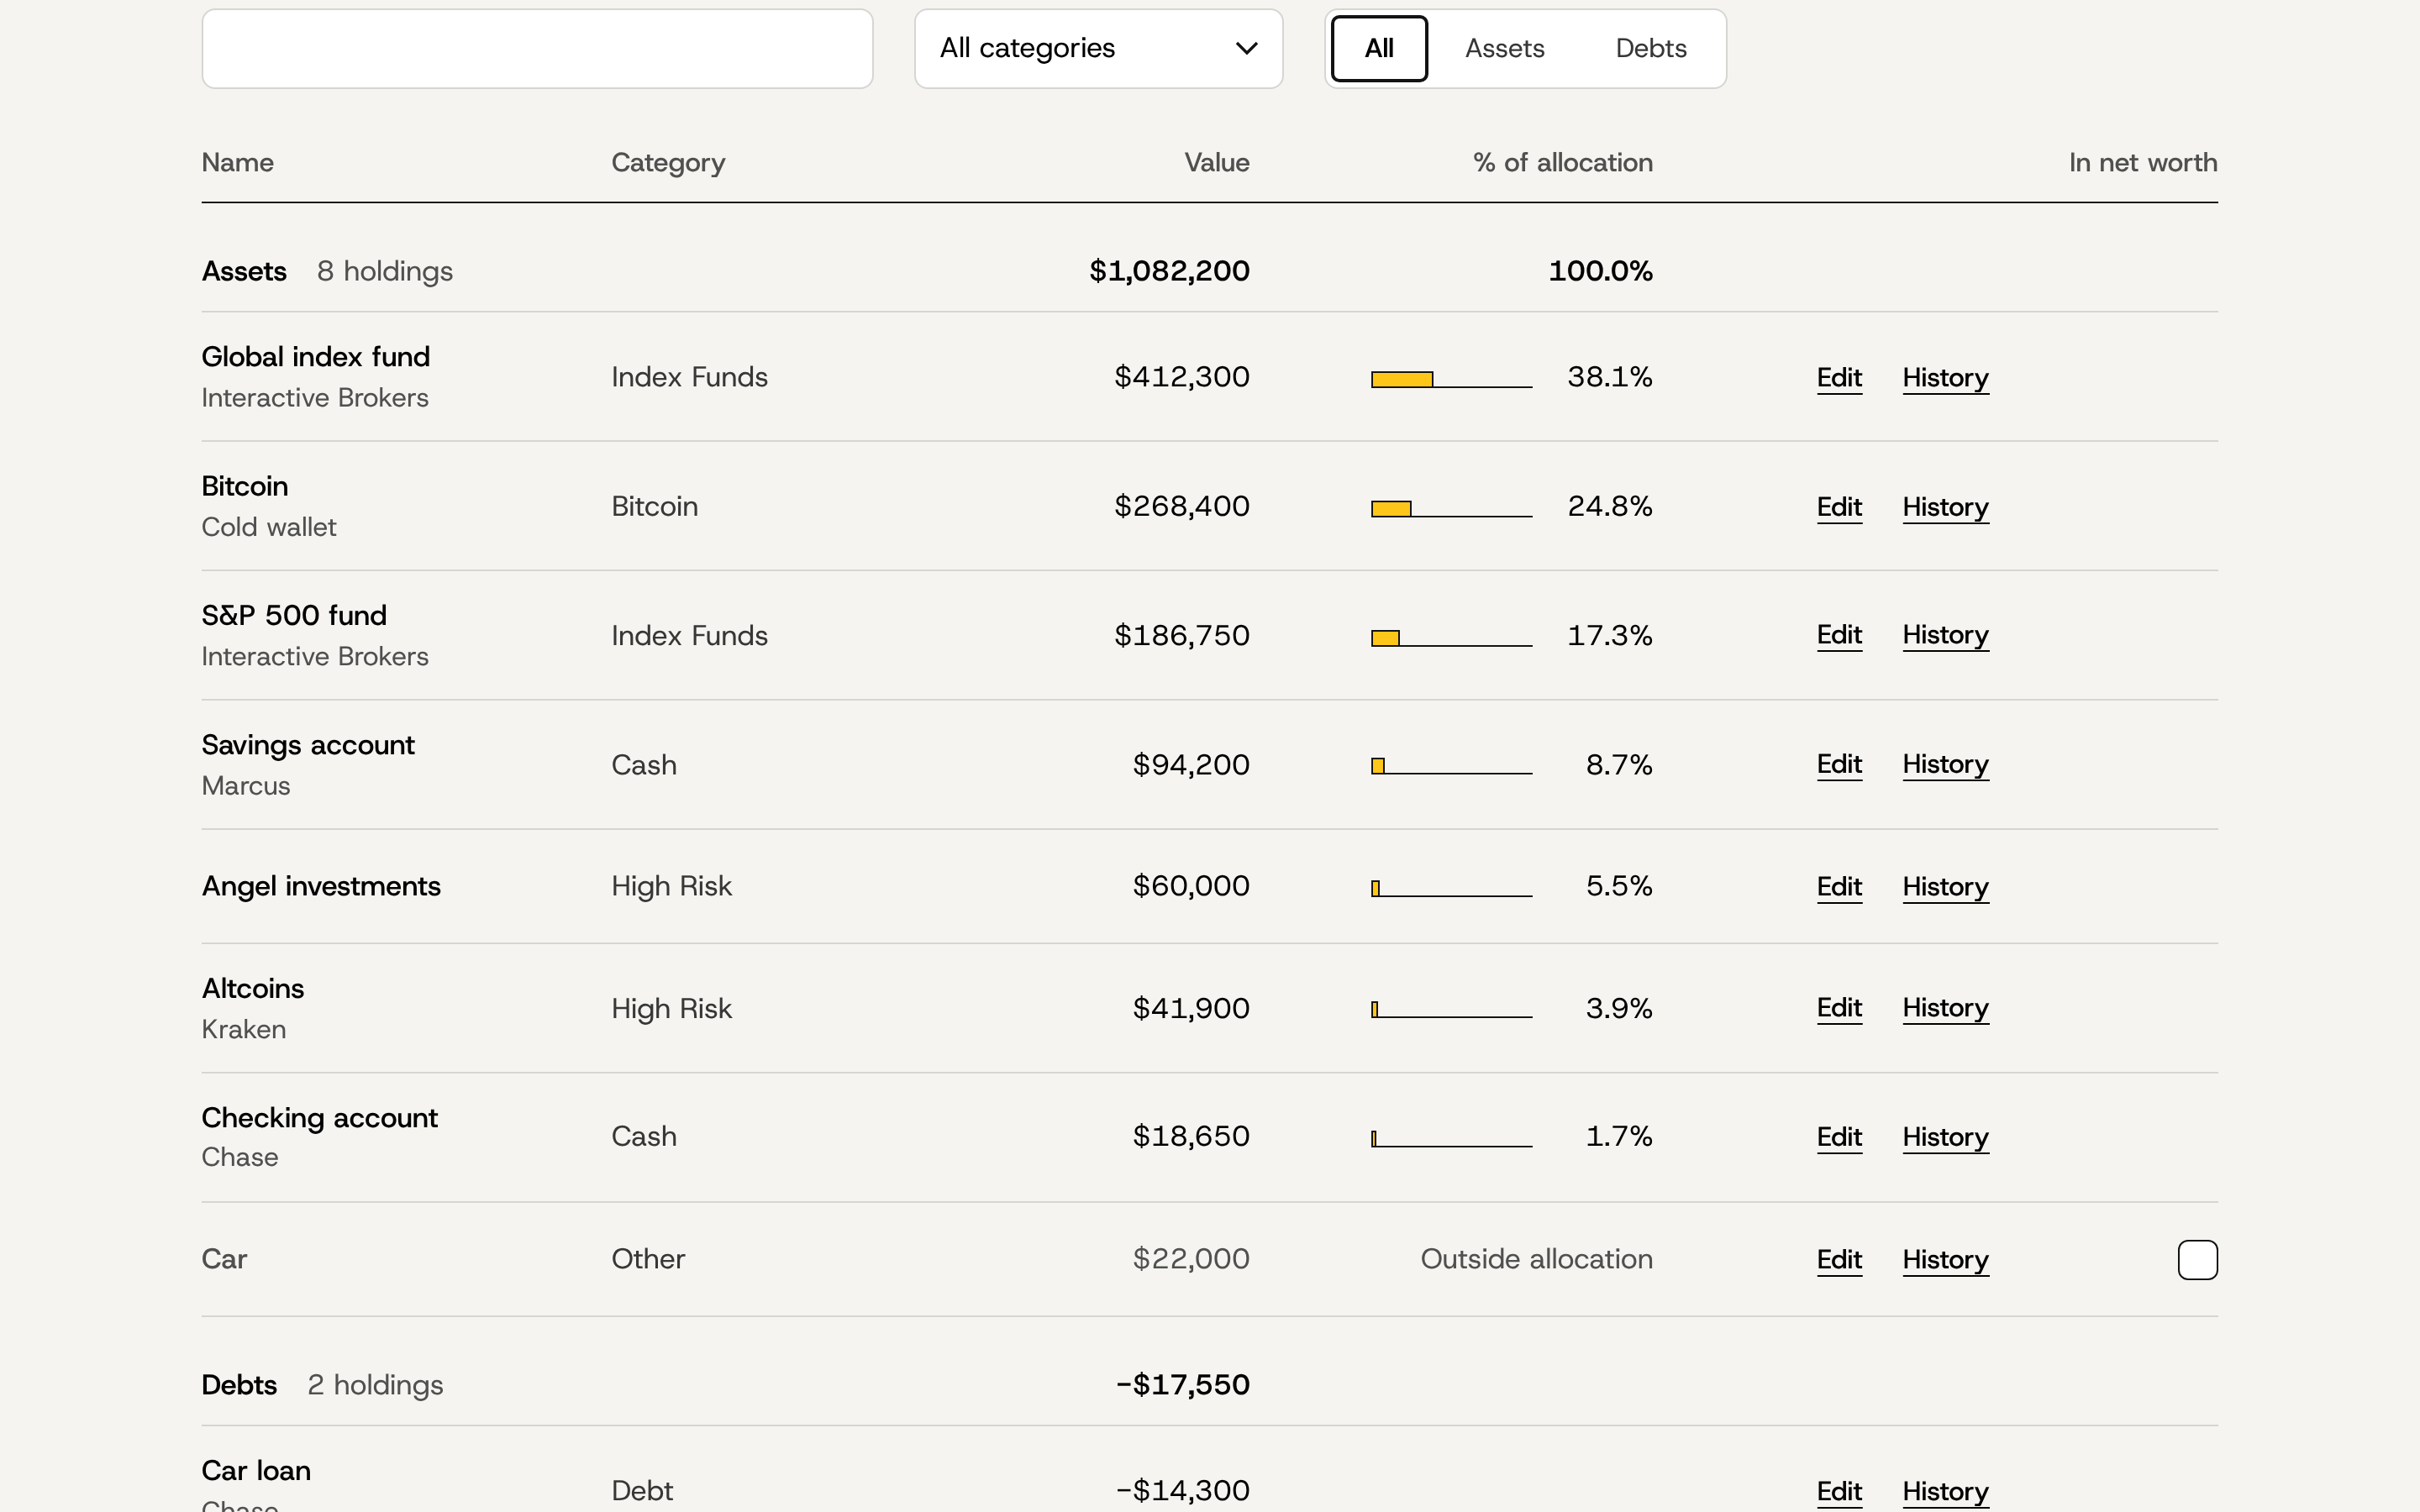 All categories
All Assets Debts
Name Category Value % of allocation In net worth
Assets 8 holdings $1,082,200 100.0%
Global index fund
Interactive Brokers
Index Funds $412,300 38.1% Edit History
Bitcoin
Cold wallet
Bitcoin $268,400 24.8% Edit History
S&P 500 fund
Interactive Brokers
Index Funds $186,750 17.3% Edit History
Savings account
Marcus
Cash $94,200 8.7% Edit History
Angel investments High Risk $60,000 5.5% Edit History
Altcoins
Kraken
High Risk $41,900 3.9% Edit History
Checking account
Chase
Cash $18,650 1.7% Edit History
Car Other $22,000 Outside allocation Edit History
Debts 2 holdings −$17,550
Car loan
Chase
Debt −$14,300 Edit History